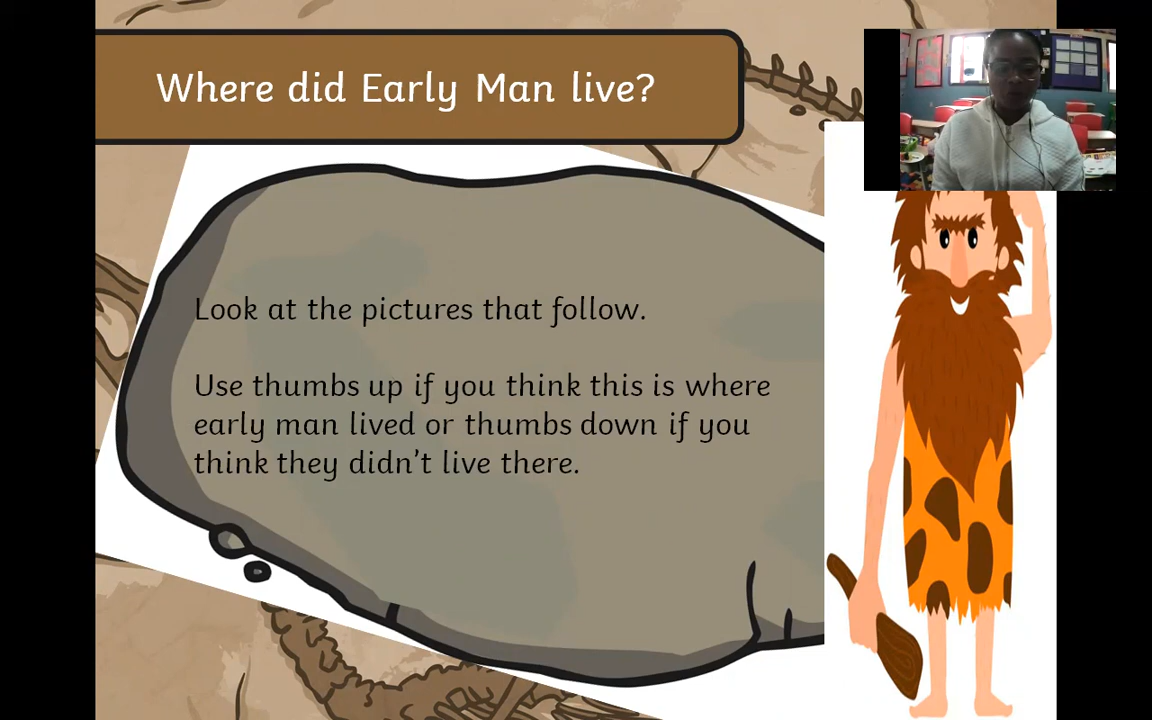 Where did Early Man live?
Look at the pictures that follow.
Use thumbs up if you think this is where
early man lived or thumbs down if you
think they didn't live there.